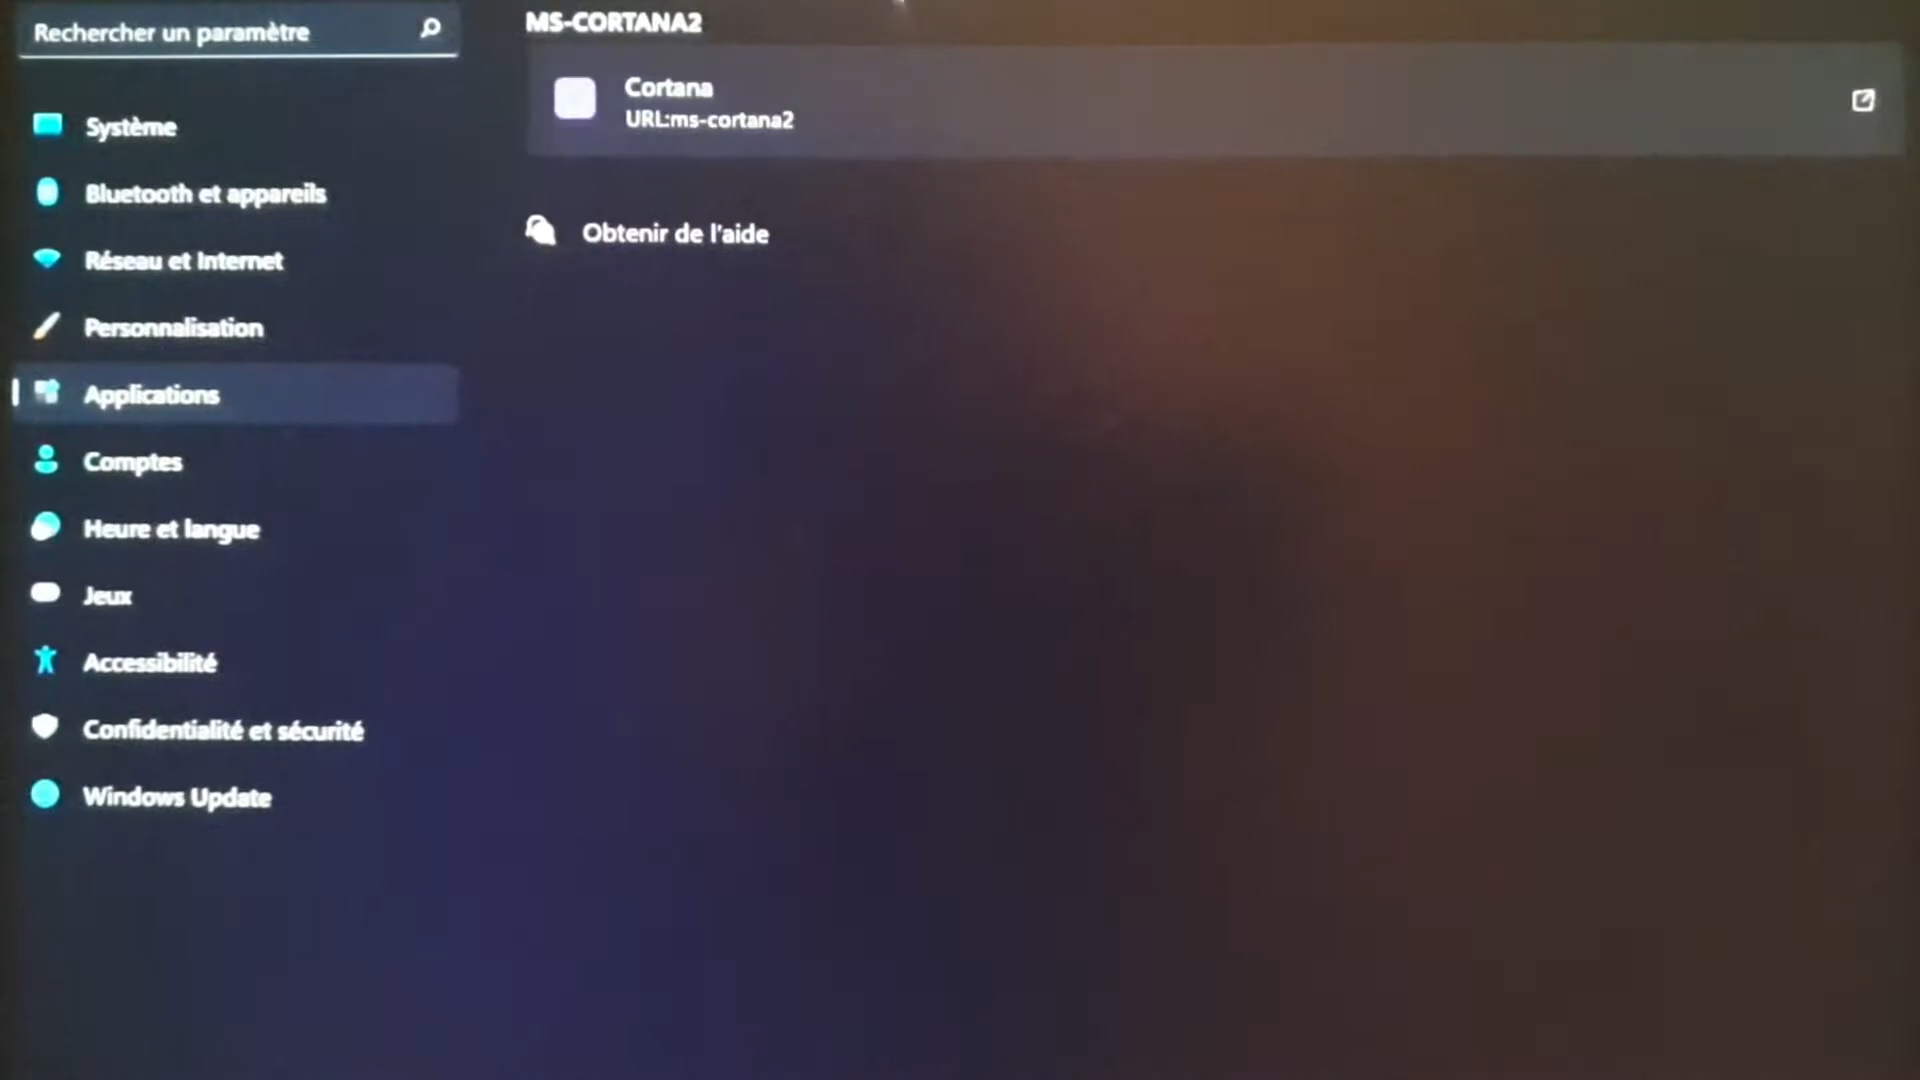 Rechercher un paramètre
Système
Bluetooth et appareils
Réseau et Internet
Personnalisation
Applications
Comptes
Heure et langue
Jeux
Accessibilité
Confidentialité et sécurité
Windows Update
MS-CORTANA2
Cortana
URL:ms-cortana2
Obtenir de l'aide